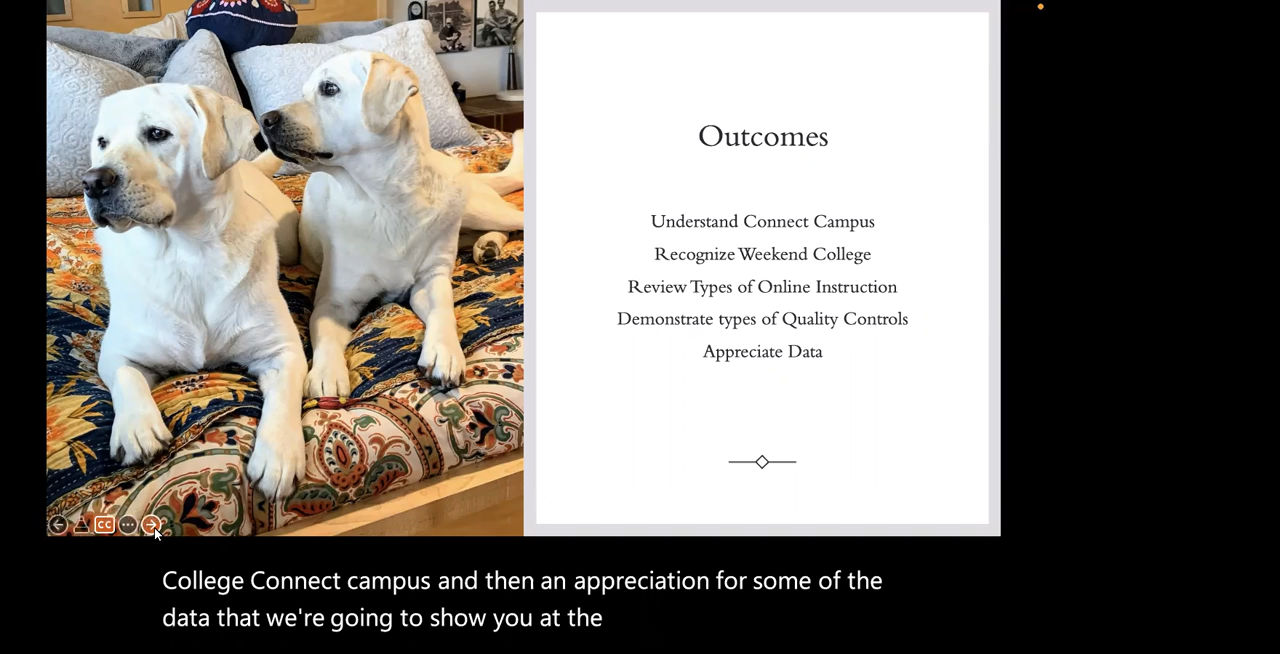 Outcomes
Understand Connect Campus
Recognize Weekend College
Review Types of Online Instruction
Demonstrate types of Quality Controls
Appreciate Data
CC
College Connect campus and then an appreciation for some of the
data that we're going to show you at the